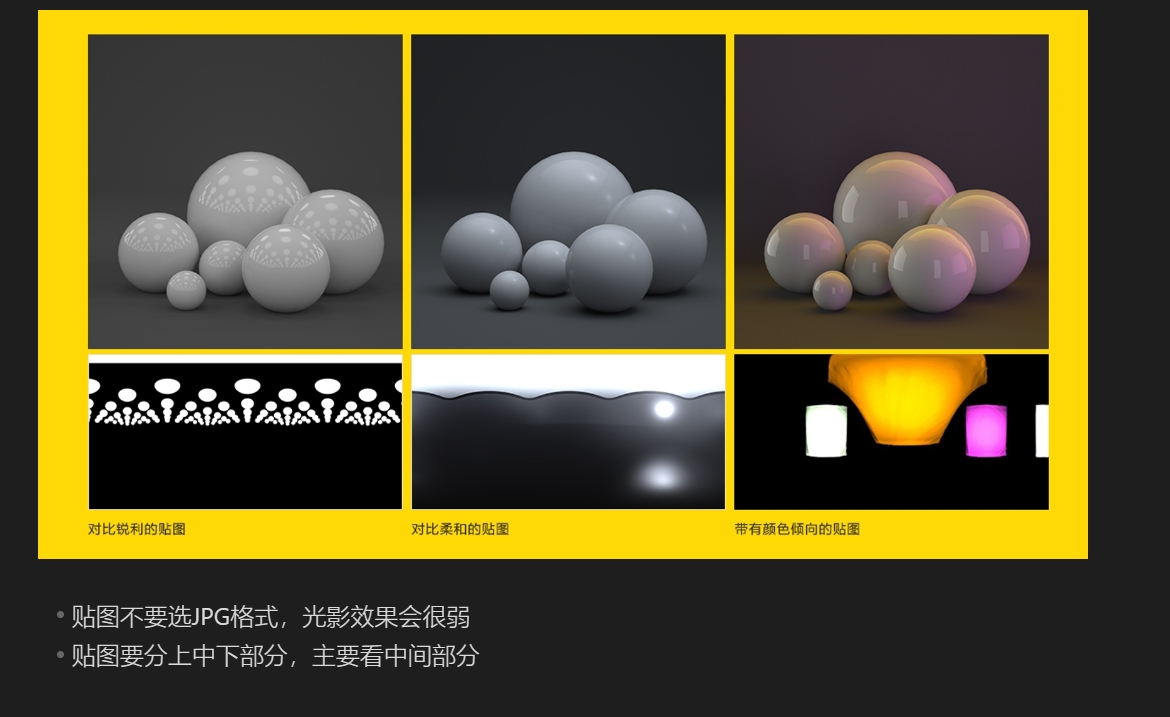 对比锐利的贴图
对比柔和的贴图
带有颜色倾向的贴图
贴图不要选JPG格式，光影效果会很弱
贴图要分上中下部分，主要看中间部分